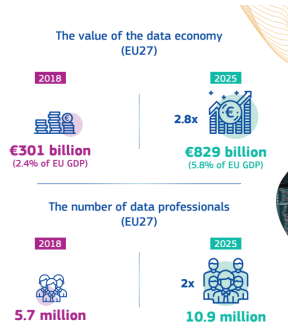 The value of the data economy
(EU27)
2018
2025
2.8x
€301 billion
(2.4% of EU GDP)
€829 billion
(5.8% of EU GDP)
The number of data professionals
(EU27)
2018
2025
2x
5.7 million
10.9 million